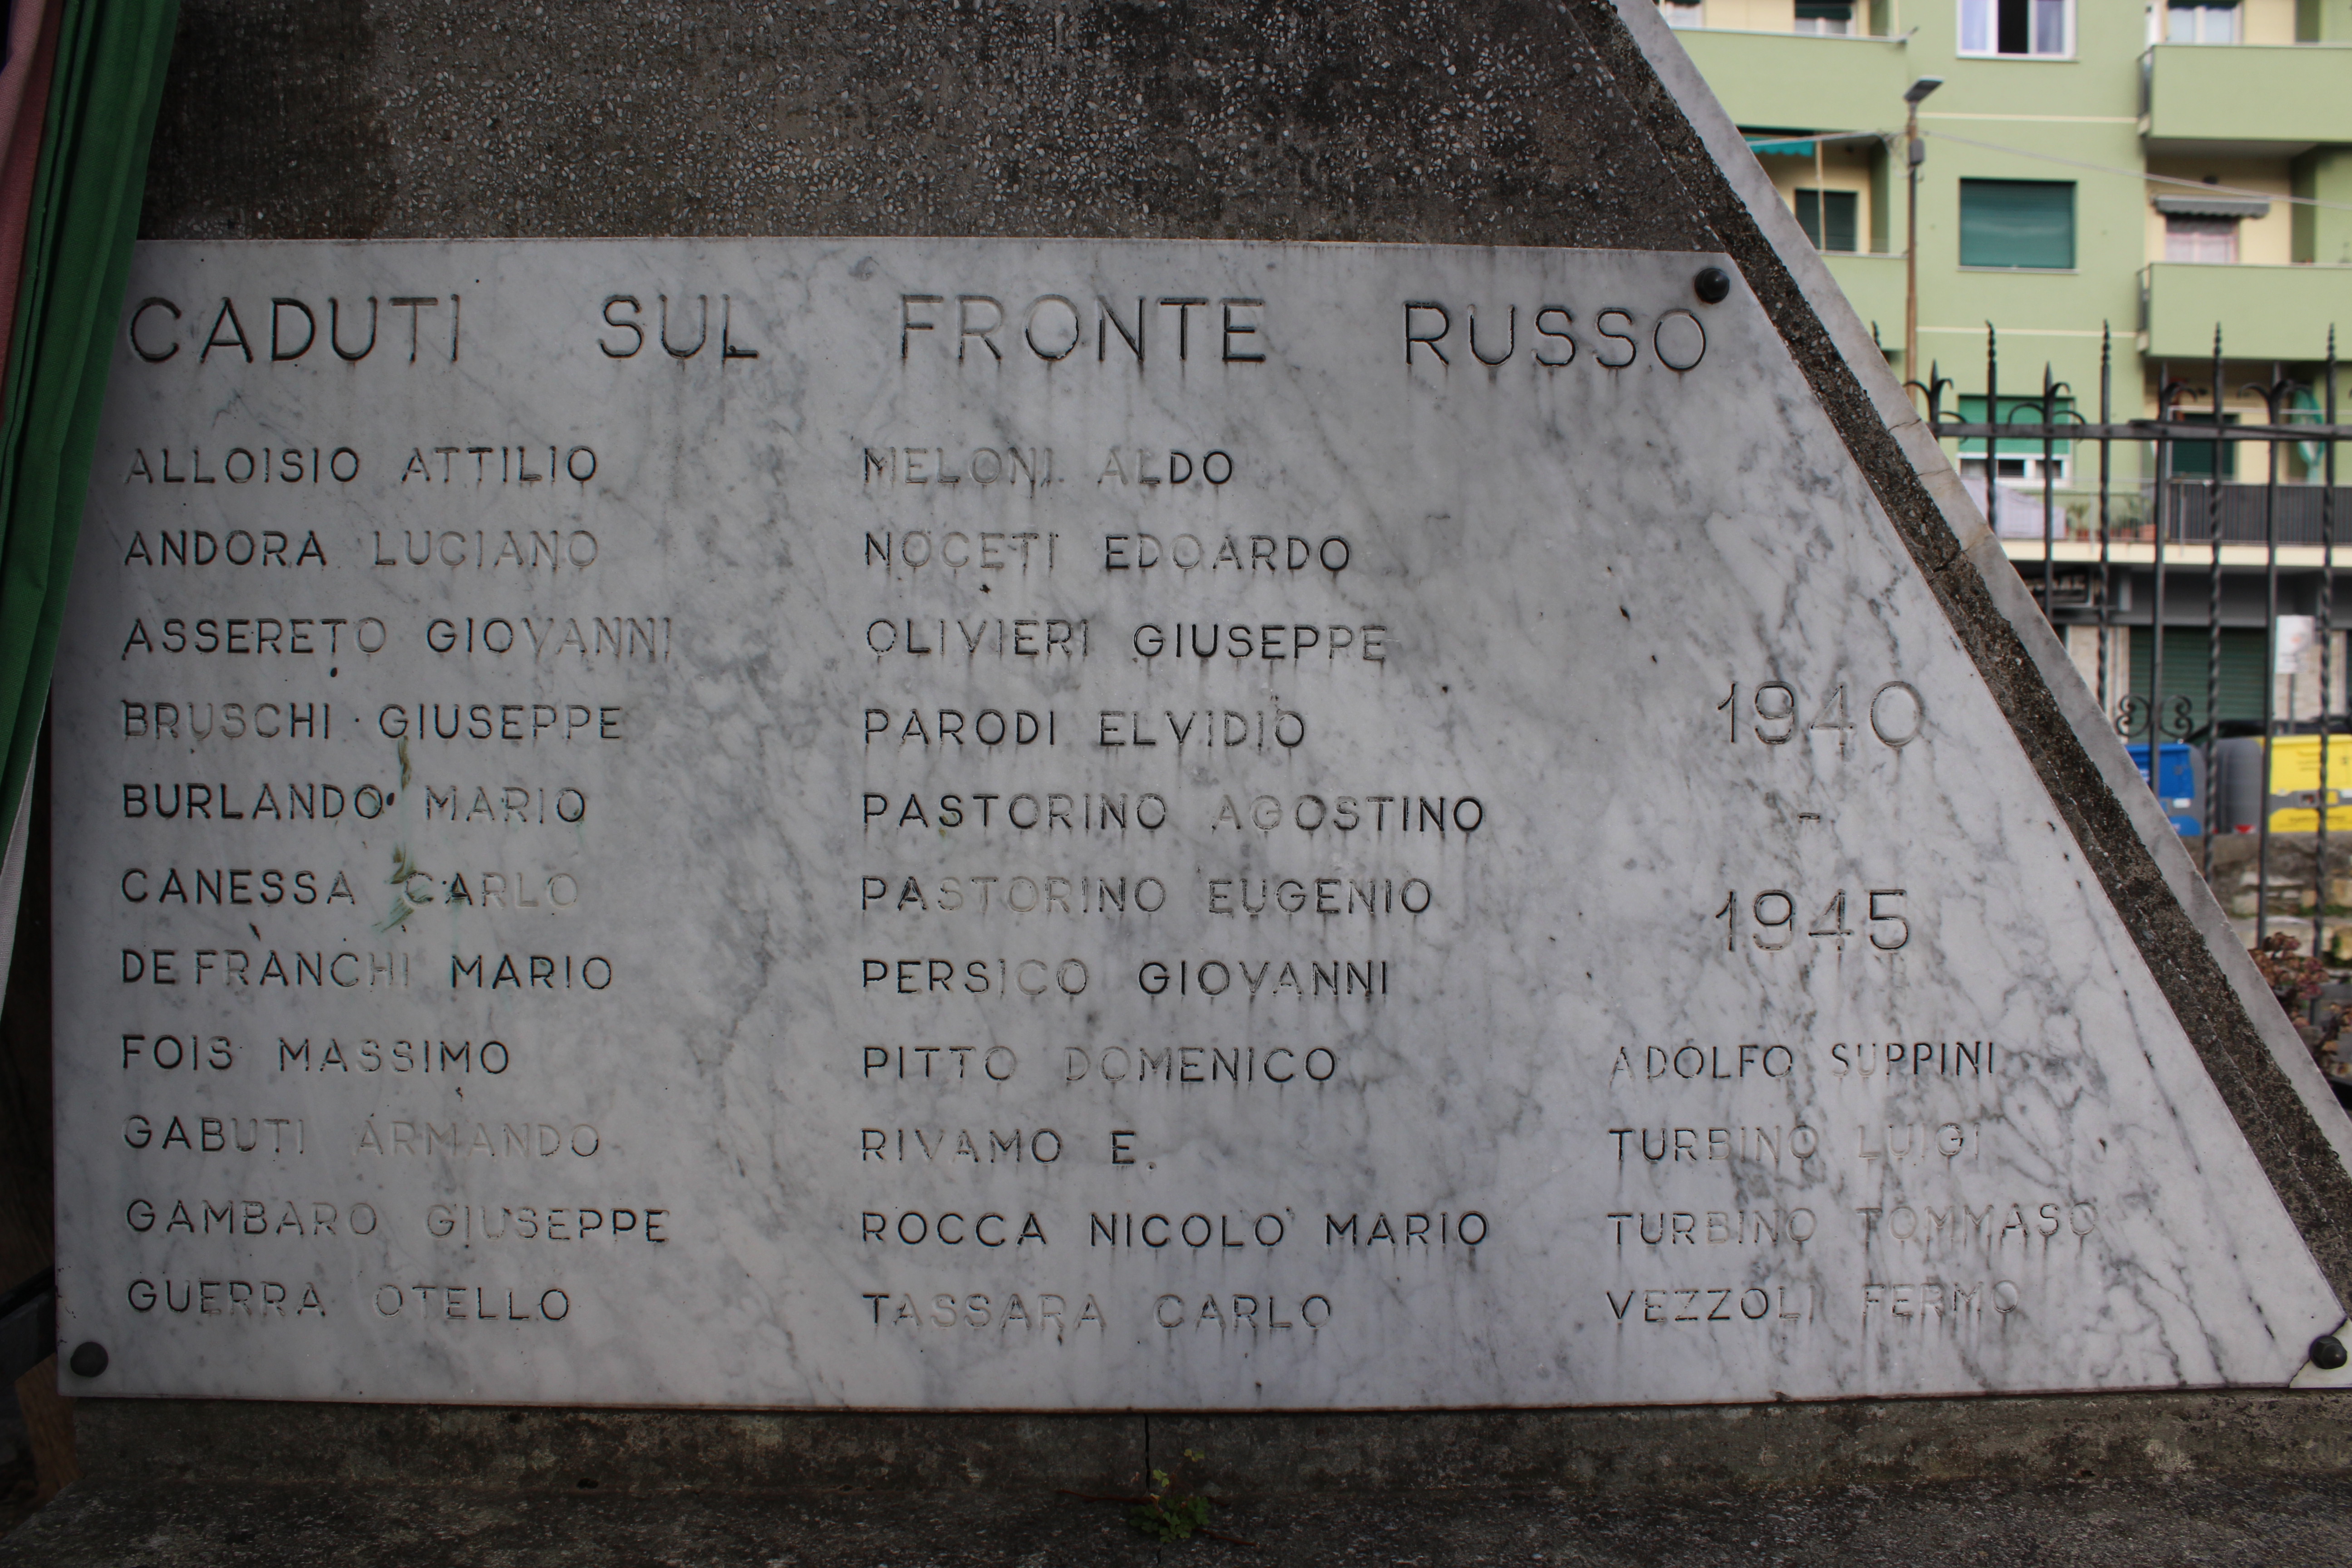 CADUTI SUL FRONTE RUSSO
ALLOISIO ATTILIO
ANDORA LUCIANO
ASSERETO GIOVANNI
BRUSCHI GIUSEPPE
BURLANDO MARIO
CANESSA CARLO
DE FRANCHI MARIO
FOIS MASSIMO
GABUTI ARMANDO
GAMBARO GIUSEPPE
GUERRA OTELLO
MELONI ALDO
NOCETI EDOARDO
OLIVIERI GIUSEPPE
PARODI ELVIDIO
PASTORINO AGOSTINO
PASTORINO EUGENIO
PERSICO GIOVANNI
PITTO DOMENICO
RIVAMO E.
ROCCA NICOLO' MARIO
TASSARA CARLO
1940
-
1945
ADOLFO SUPPINI
TURBINO LUIGI
TURBINO TOMMASO
VEZZOLI FERMO